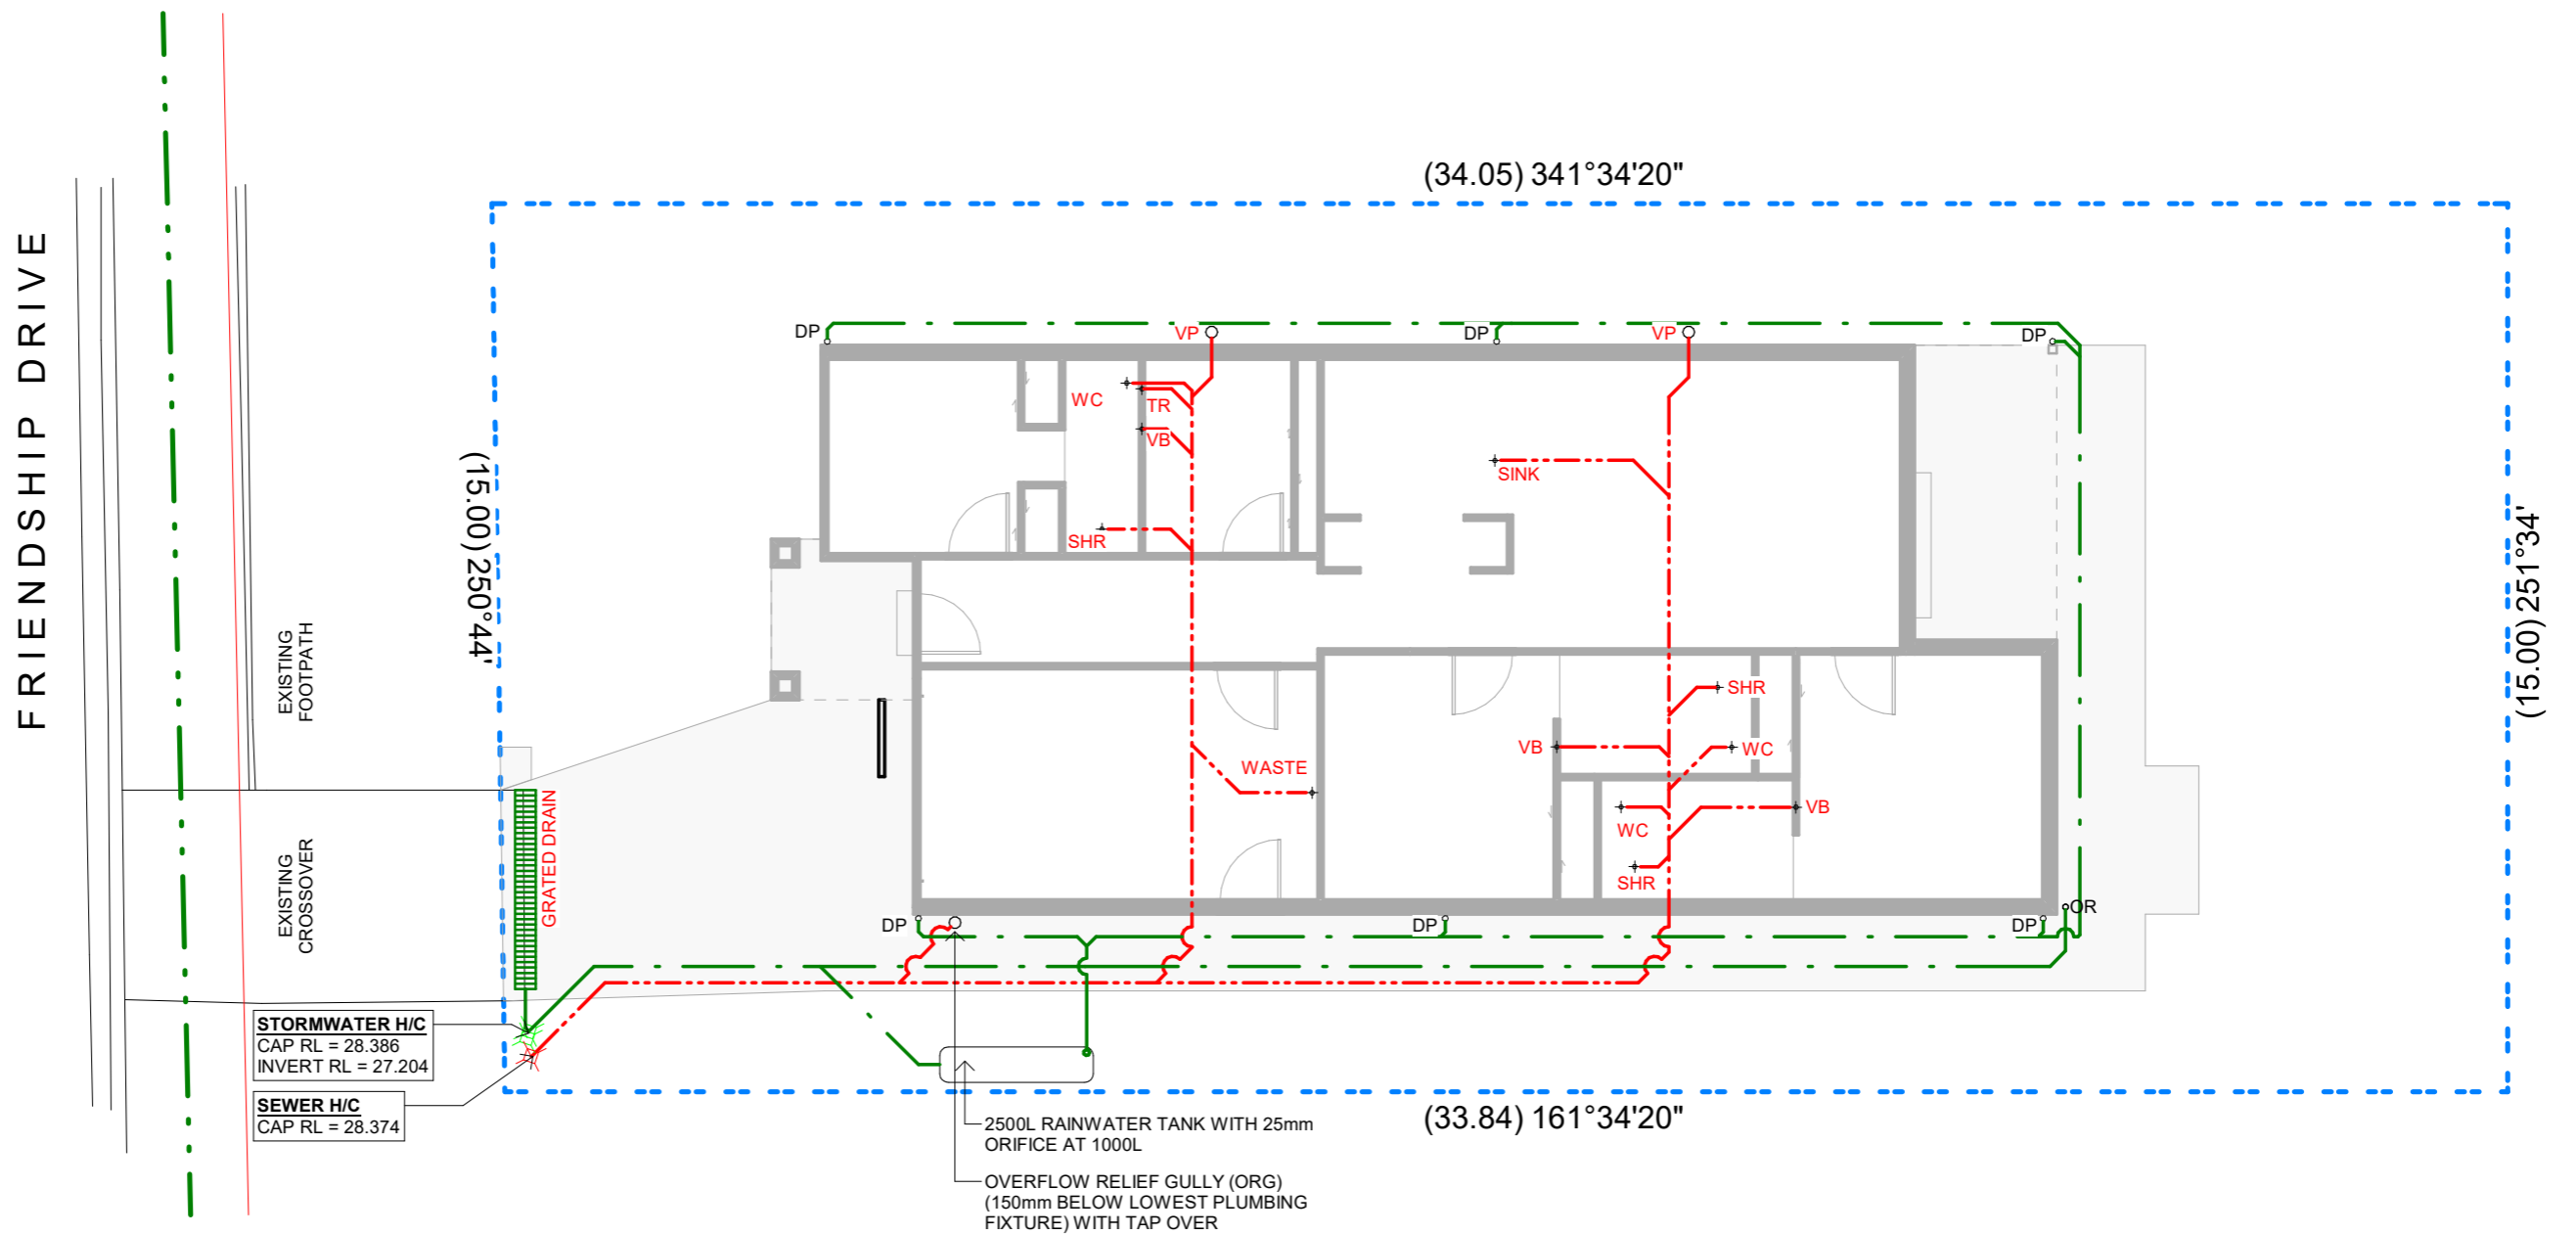 (34.05) 341°34'20"
FRIENDSHIP DRIVE
DP
VP
DP
VP
DP
WC
TR
VB
SINK
SHR
(15.00) 250°44'
(15.00) 251°34'
EXISTING
FOOTPATH
SHR
VB
WC
WASTE
VB
WC
SHR
GRATED DRAIN
EXISTING
CROSSOVER
DP
DP
DP
OR
STORMWATER H/C
CAP RL = 28.386
INVERT RL = 27.204
SEWER H/C
CAP RL = 28.374
(33.84) 161°34'20"
2500L RAINWATER TANK WITH 25mm
ORIFICE AT 1000L
OVERFLOW RELIEF GULLY (ORG)
(150mm BELOW LOWEST PLUMBING
FIXTURE) WITH TAP OVER